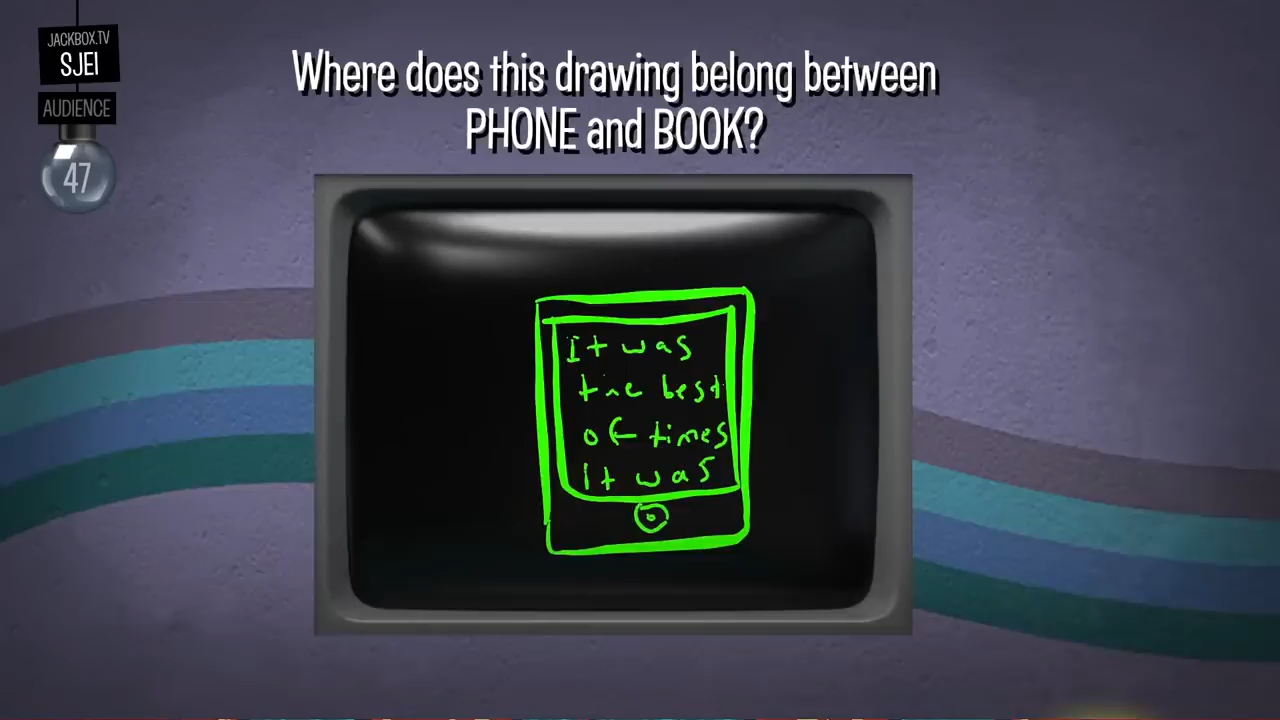 JACKBOX.TV
SJEI
AUDIENCE
47
Where does this drawing belong between
PHONE and BOOK?
It was
the best
of times
It was